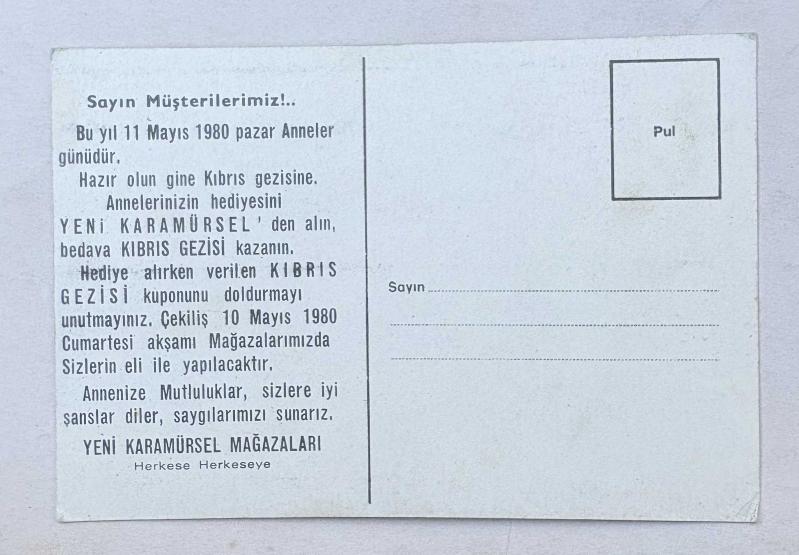 Sayın Müşterilerimiz!..
Bu yıl 11 Mayıs 1980 pazar Anneler
günüdür.
Hazır olun gine Kıbrıs gezisine.
Annelerinizin hediyesini
YENİ KARAMÜRSEL' den alın,
bedava KIBRIS GEZİSİ kazanın.
Hediye alırken verilen KIBRIS
GEZİSİ kuponunu doldurmayı
unutmayınız. Çekiliş 10 Mayıs 1980
Cumartesi akşamı Mağazalarımızda
Sizlerin eli ile yapılacaktır.
Annenize Mutluluklar, sizlere iyi
şanslar diler, saygılarımızı sunarız.
YENİ KARAMÜRSEL MAĞAZALARI
Herkese Herkeseye
Pul
Sayın